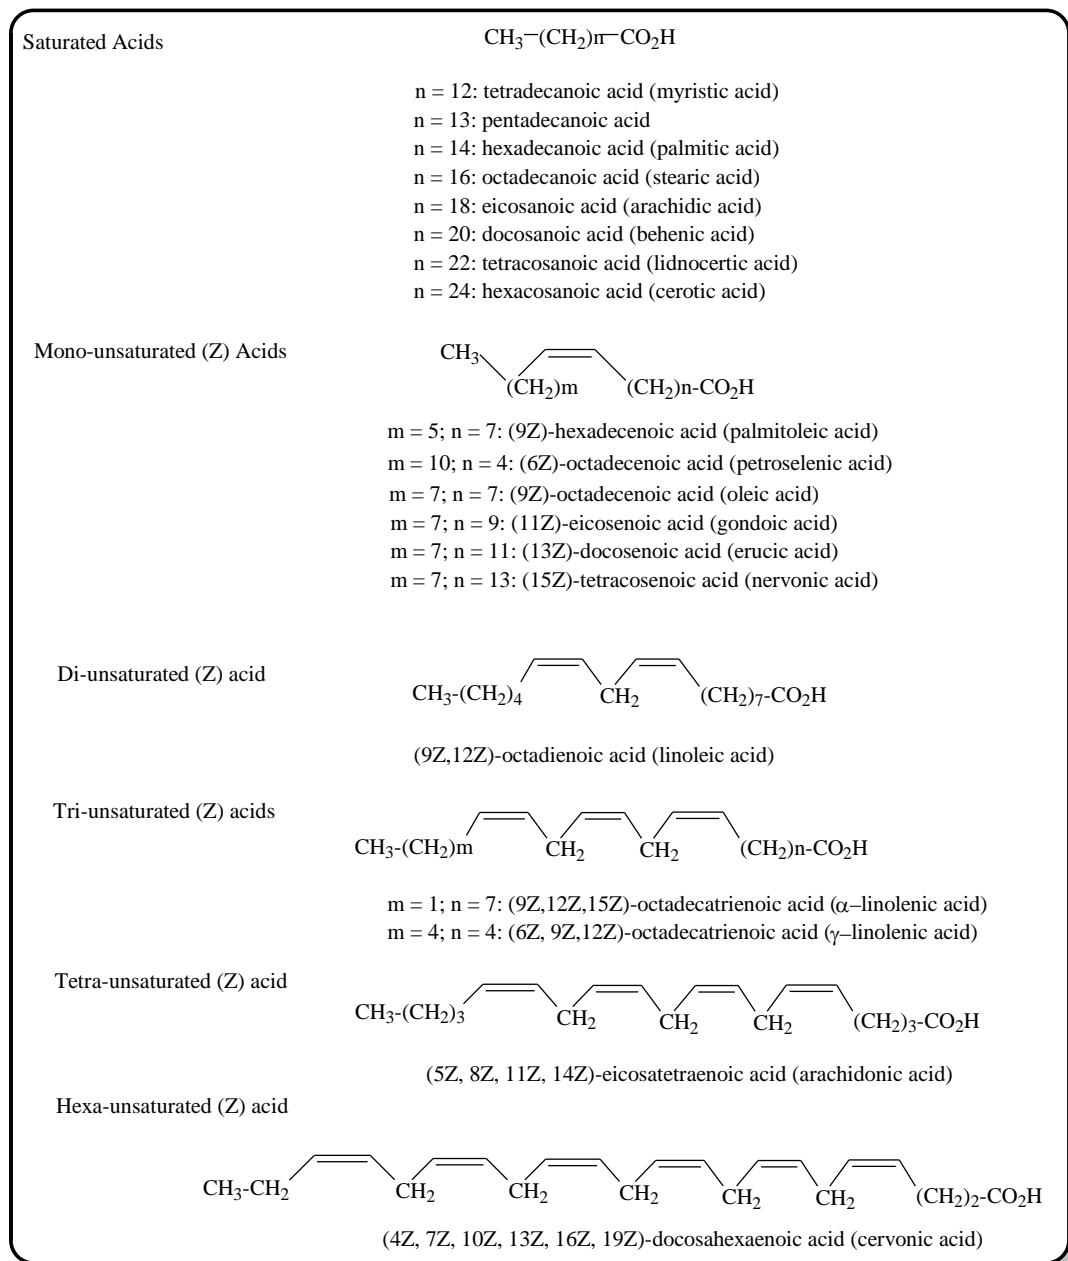 Saturated Acids
CH3-(CH2)n-CO2H
n = 12: tetradecanoic acid (myristic acid)
n = 13: pentadecanoic acid
n = 14: hexadecanoic acid (palmitic acid)
n = 16: octadecanoic acid (stearic acid)
n = 18: eicosanoic acid (arachidic acid)
n = 20: docosanoic acid (behenic acid)
n = 22: tetracosanoic acid (lidnocertic acid)
n = 24: hexacosanoic acid (cerotic acid)
Mono-unsaturated (Z) Acids
CH3
(CH2)m (CH2)n-CO2H
m = 5; n = 7: (9Z)-hexadecenoic acid (palmitoleic acid)
m = 10; n = 4: (6Z)-octadecenoic acid (petroselenic acid)
m = 7; n = 7: (9Z)-octadecenoic acid (oleic acid)
m = 7; n = 9: (11Z)-eicosenoic acid (gondoic acid)
m = 7; n = 11: (13Z)-docosenoic acid (erucic acid)
m = 7; n = 13: (15Z)-tetracosenoic acid (nervonic acid)
Di-unsaturated (Z) acid
CH3-(CH2)4 CH2 (CH2)7-CO2H
(9Z,12Z)-octadienoic acid (linoleic acid)
Tri-unsaturated (Z) acids
CH3-(CH2)m CH2 CH2 (CH2)n-CO2H
m = 1; n = 7: (9Z,12Z,15Z)-octadecatrienoic acid (α–linolenic acid)
m = 4; n = 4: (6Z, 9Z,12Z)-octadecatrienoic acid (γ–linolenic acid)
Tetra-unsaturated (Z) acid
CH3-(CH2)3 CH2 CH2 CH2 (CH2)3-CO2H
(5Z, 8Z, 11Z, 14Z)-eicosatetraenoic acid (arachidonic acid)
Hexa-unsaturated (Z) acid
CH3-CH2 CH2 CH2 CH2 CH2 CH2 (CH2)2-CO2H
(4Z, 7Z, 10Z, 13Z, 16Z, 19Z)-docosahexaenoic acid (cervonic acid)